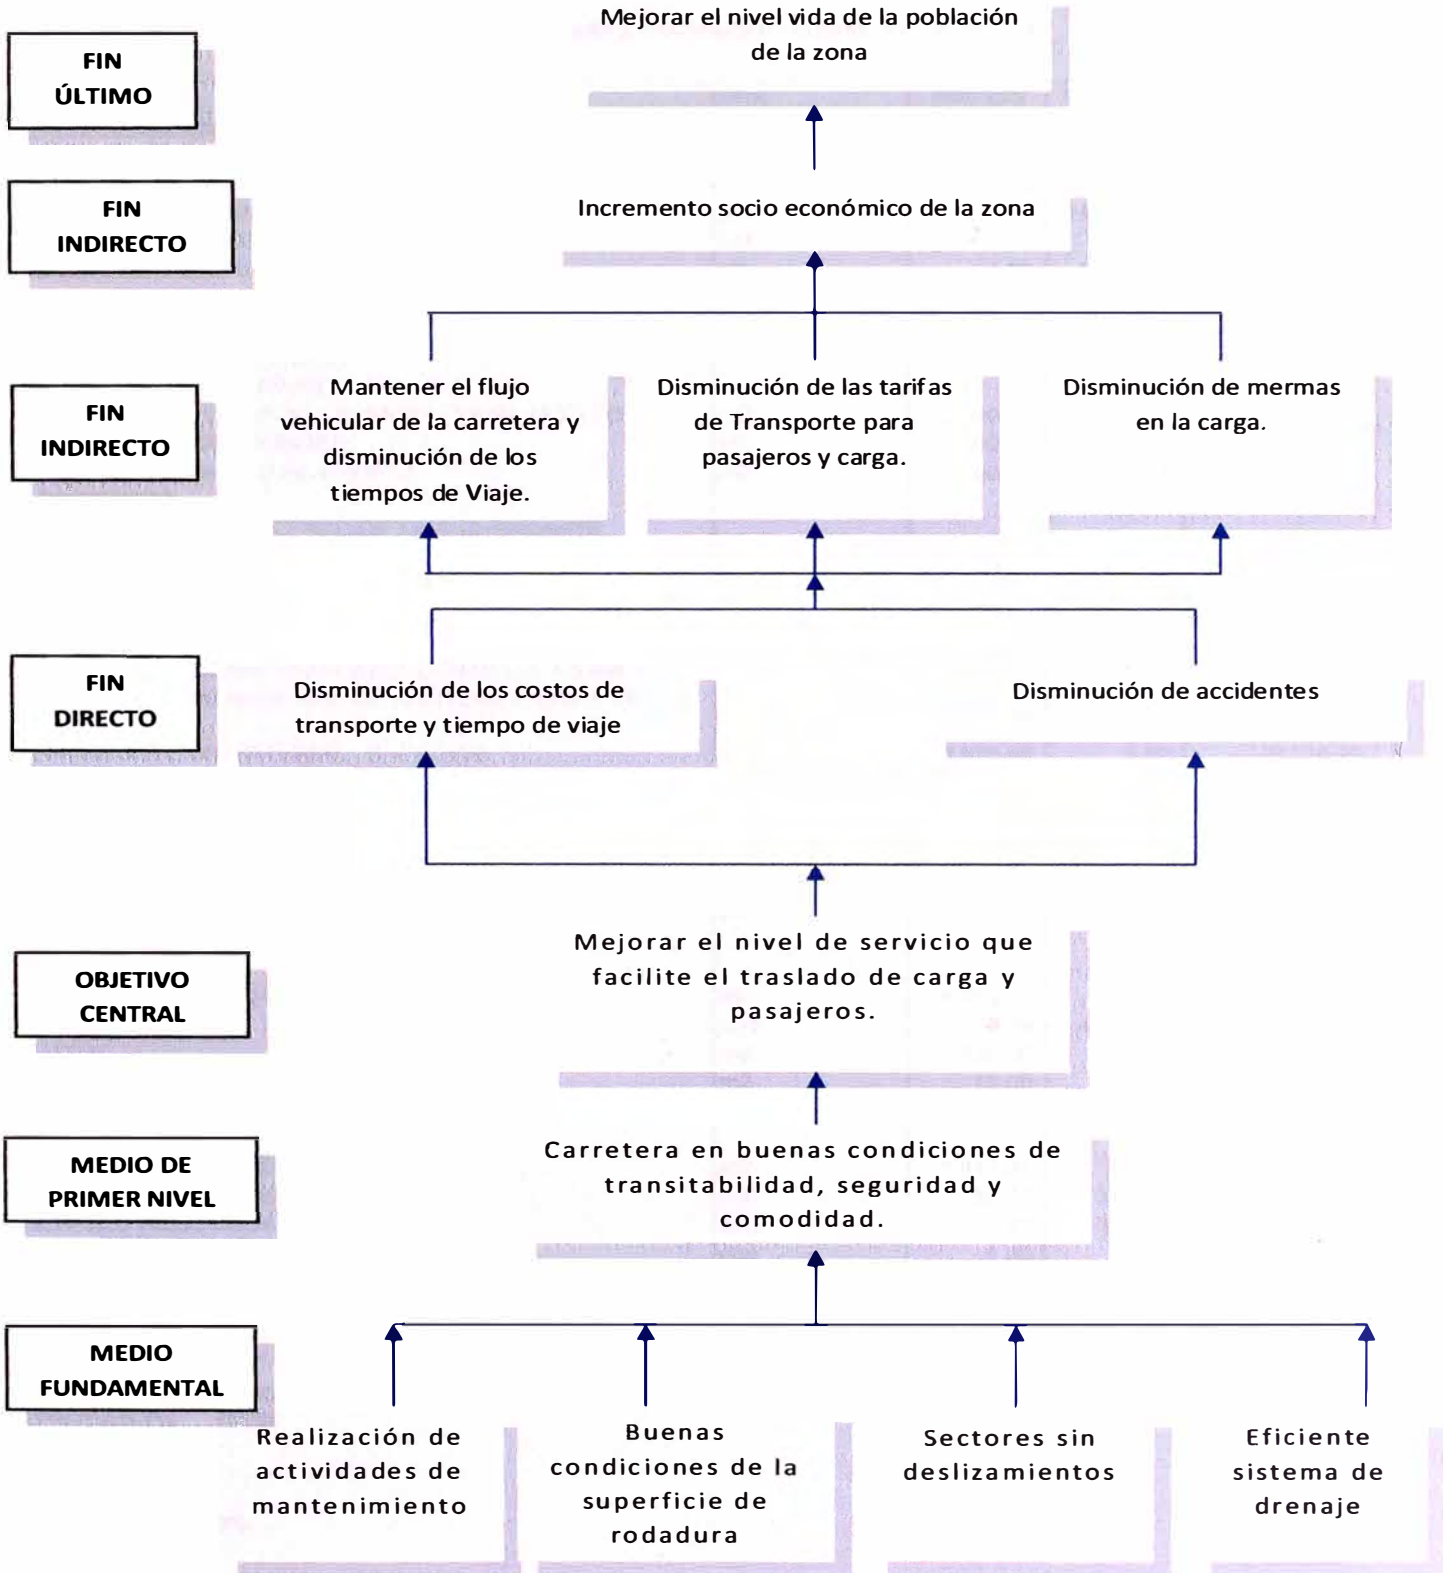 Mejorar el nivel vida de la población
de la zona
FIN
ÚLTIMO
FIN
INDIRECTO
Incremento socio económico de la zona
FIN
INDIRECTO
Mantener el flujo
vehicular de la carretera y
disminución de los
tiempos de Viaje.
Disminución de las tarifas
de Transporte para
pasajeros y carga.
Disminución de mermas
en la carga.
FIN
DIRECTO
Disminución de los costos de
transporte y tiempo de viaje
Disminución de accidentes
OBJETIVO
CENTRAL
Mejorar el nivel de servicio que
facilite el traslado de carga y
pasajeros.
MEDIO DE
PRIMER NIVEL
Carretera en buenas condiciones de
transitabilidad, seguridad y
comodidad.
MEDIO
FUNDAMENTAL
Realización de
actividades de
mantenimiento
Buenas
condiciones de la
superficie de
rodadura
Sectores sin
deslizamientos
Eficiente
sistema de
drenaje